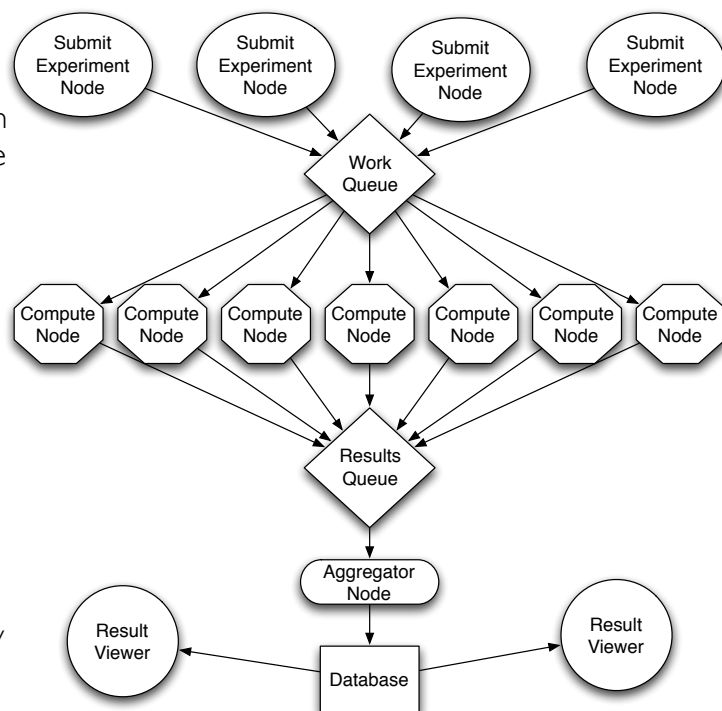 Submit
Experiment
Node
Submit
Experiment
Node
Submit
Experiment
Node
Submit
Experiment
Node
Work
Queue
Compute
Node
Compute
Node
Compute
Node
Compute
Node
Compute
Node
Compute
Node
Compute
Node
Results
Queue
Aggregator
Node
Result
Viewer
Result
Viewer
Database